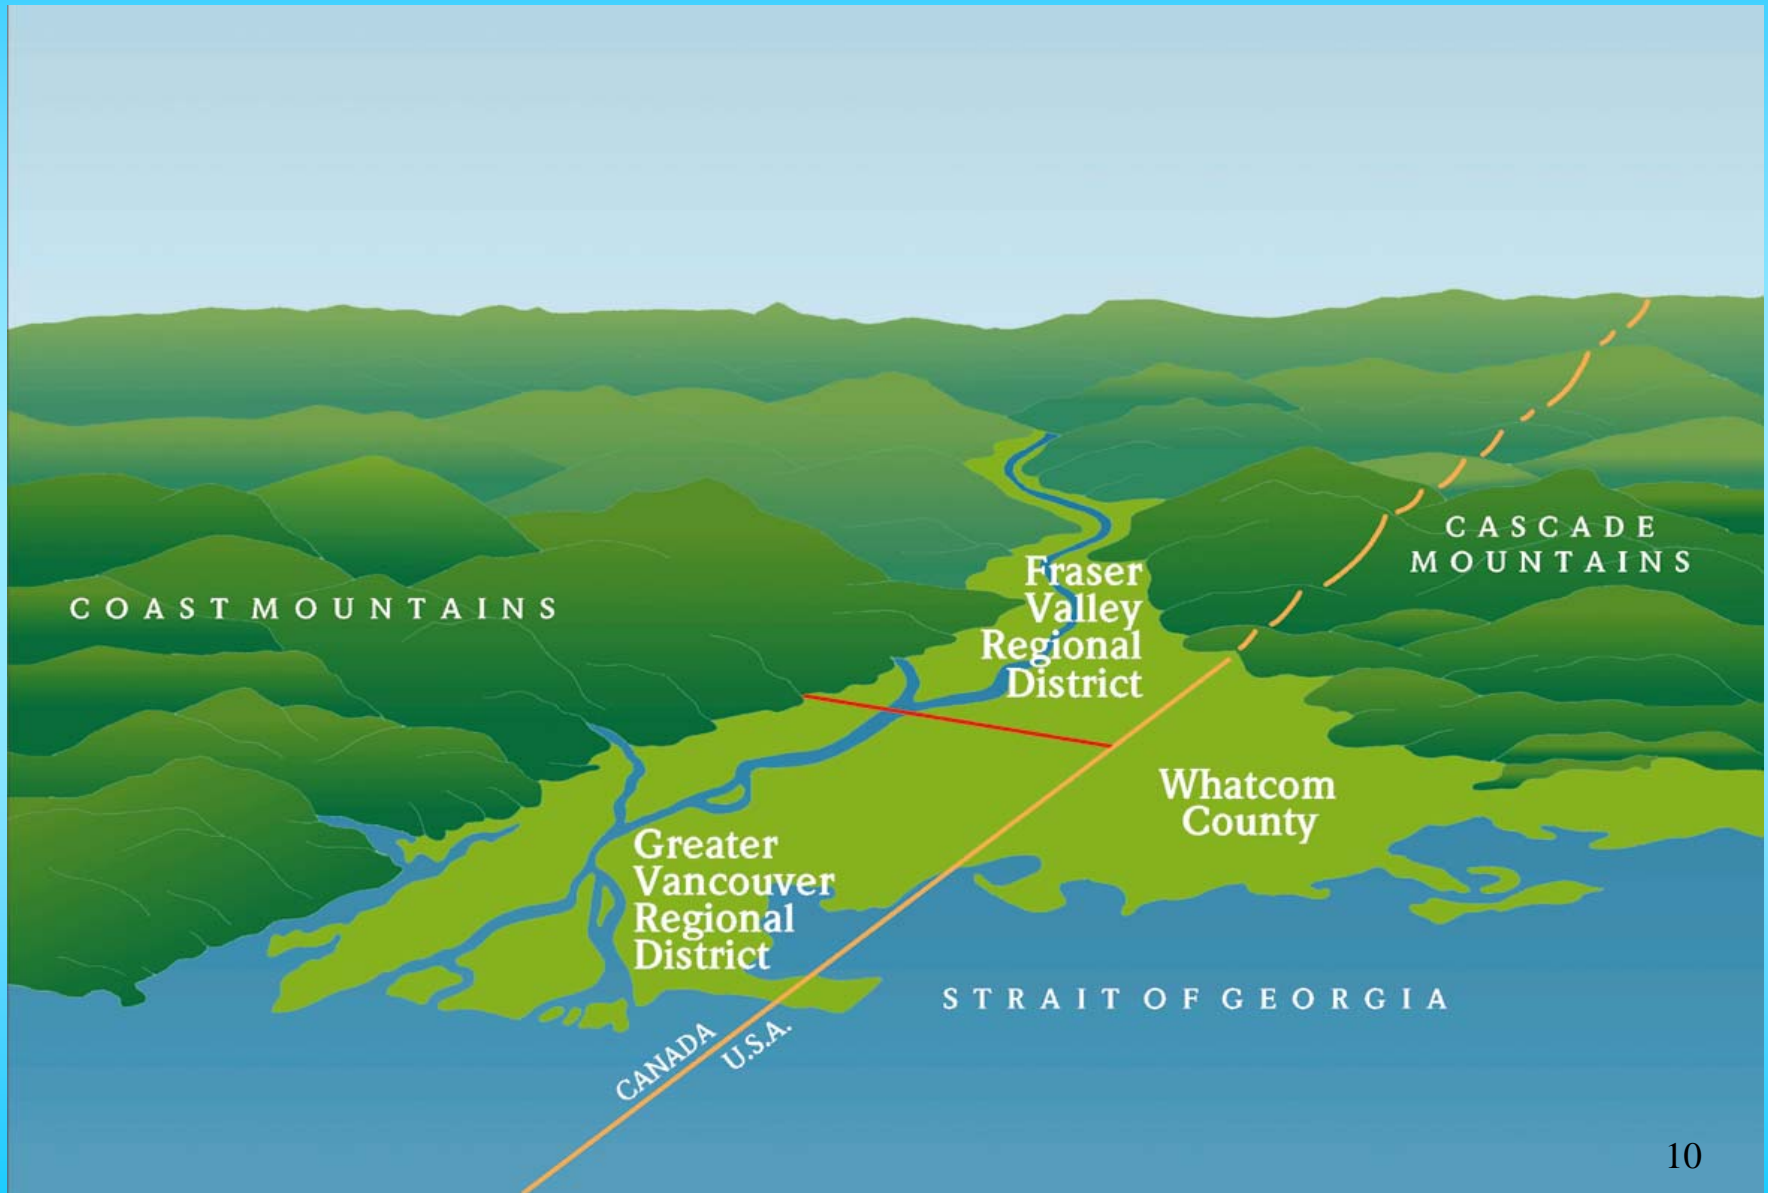 CASCADE
MOUNTAINS
COAST MOUNTAINS
Fraser
Valley
Regional
District
Whatcom
County
Greater
Vancouver
Regional
District
STRAIT OF GEORGIA
CANADA
U.S.A.
10